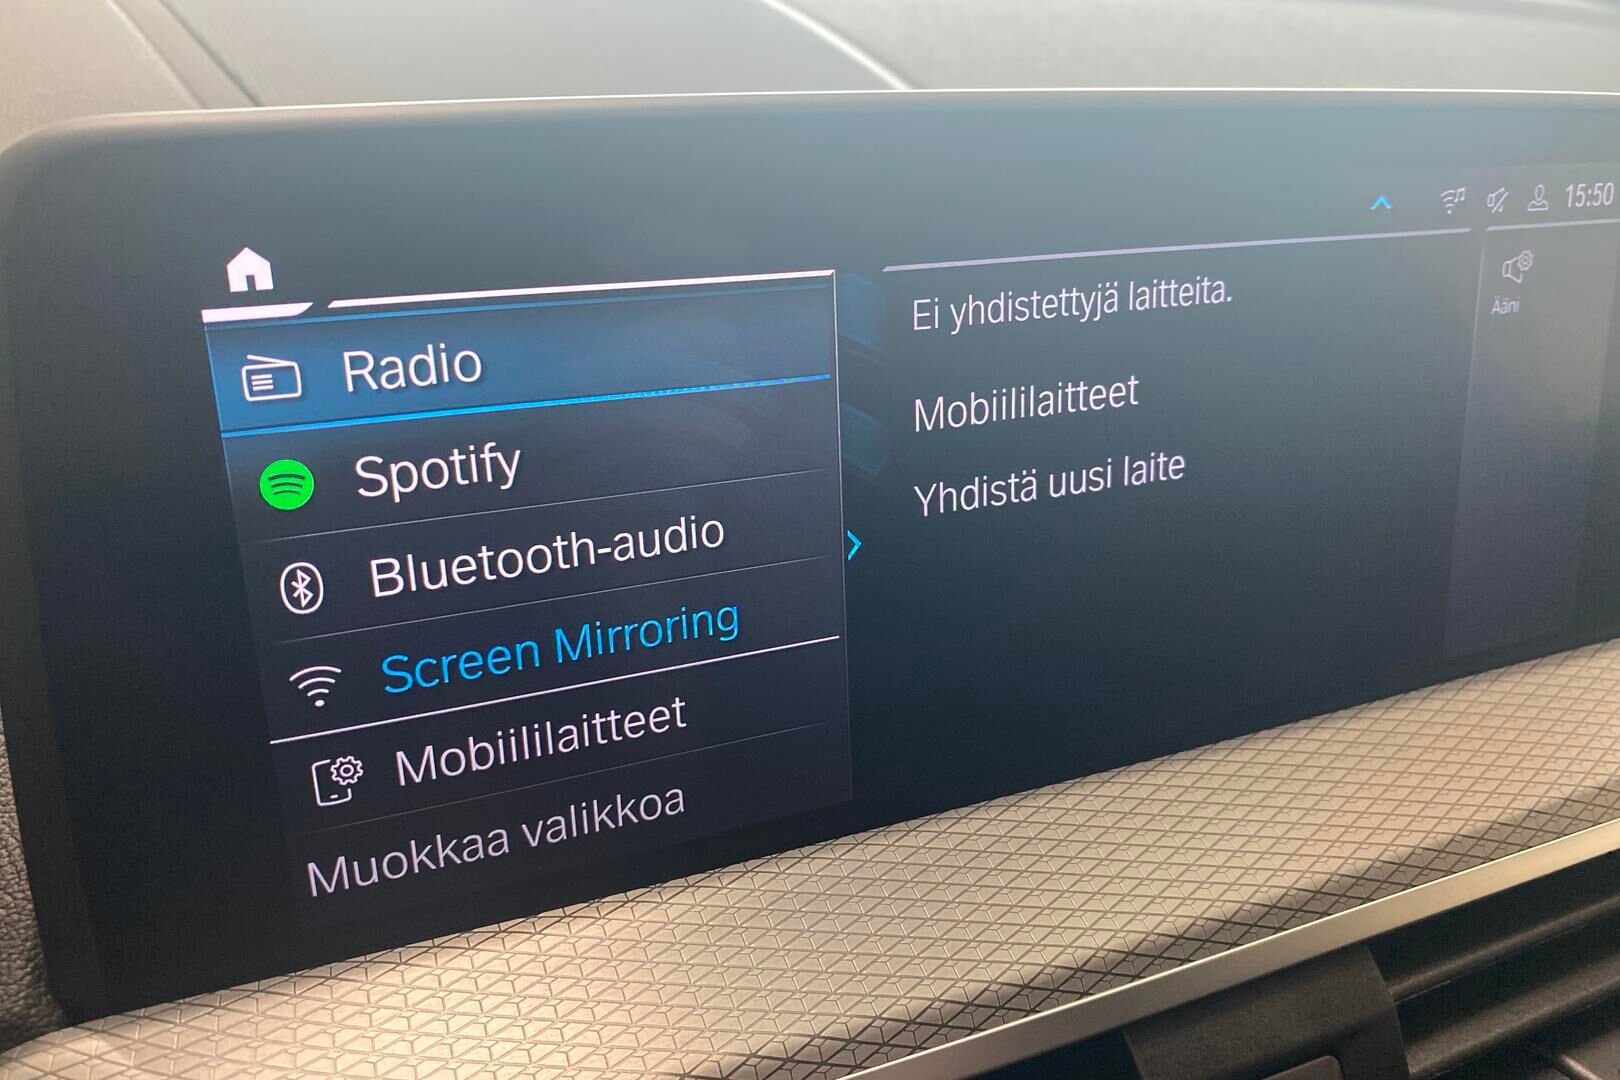 15:50
Radio
Spotify
Bluetooth-audio
Screen Mirroring
Mobiililaitteet
Muokkaa valikkoa
Ei yhdistettyjä laitteita.
Mobiililaitteet
Yhdistä uusi laite
Ääni